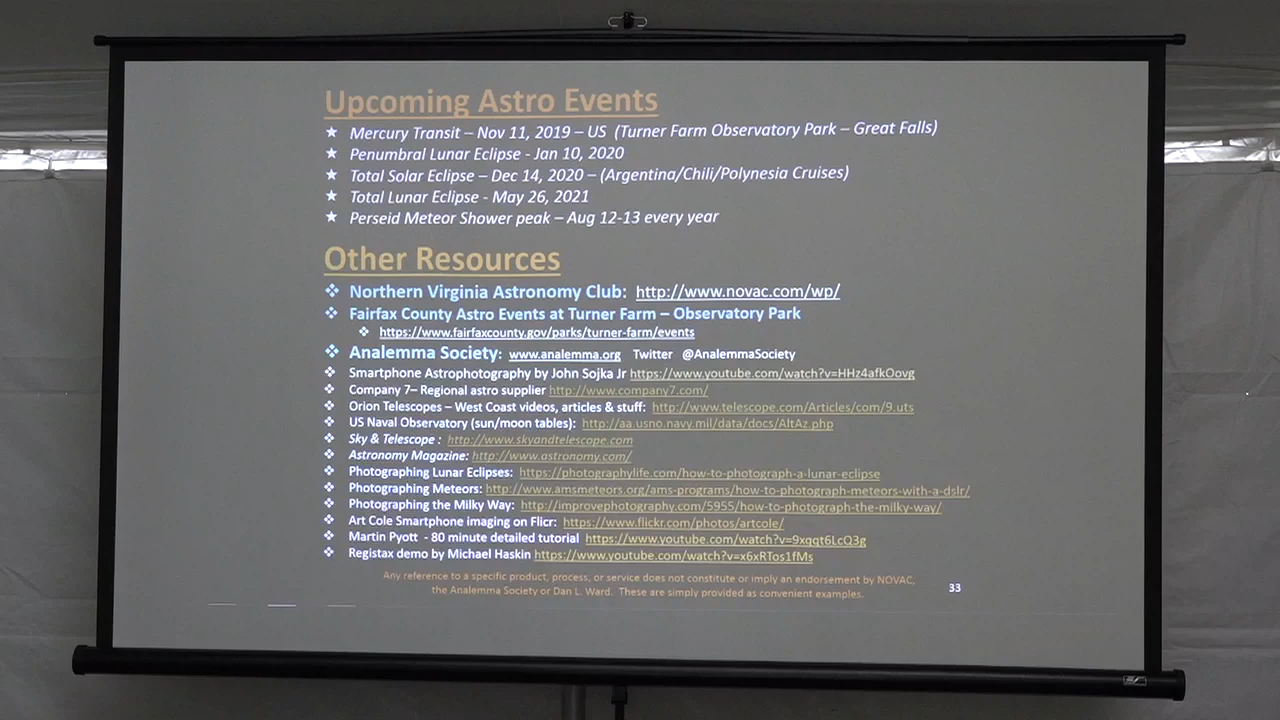 Upcoming Astro Events
★ Mercury Transit – Nov 11, 2019 – US (Turner Farm Observatory Park – Great Falls)
★ Penumbral Lunar Eclipse - Jan 10, 2020
★ Total Solar Eclipse – Dec 14, 2020 – (Argentina/Chili/Polynesia Cruises)
★ Total Lunar Eclipse - May 26, 2021
★ Perseid Meteor Shower peak – Aug 12-13 every year
Other Resources
❖ Northern Virginia Astronomy Club: http://www.novac.com/wp/
❖ Fairfax County Astro Events at Turner Farm – Observatory Park
❖ https://www.fairfaxcounty.gov/parks/turner-farm/events
❖ Analemma Society: www.analemma.org Twitter @AnalemmaSociety
❖ Smartphone Astrophotography by John Sojka Jr https://www.youtube.com/watch?v=HHz4afkOovg
❖ Company 7– Regional astro supplier http://www.company7.com/
❖ Orion Telescopes – West Coast videos, articles & stuff: http://www.telescope.com/Articles/com/9.uts
❖ US Naval Observatory (sun/moon tables): http://aa.usno.navy.mil/data/docs/AltAz.php
❖ Sky & Telescope : http://www.skyandtelescope.com
❖ Astronomy Magazine: http://www.astronomy.com/
❖ Photographing Lunar Eclipses: https://photographylife.com/how-to-photograph-a-lunar-eclipse
❖ Photographing Meteors: http://www.amsmeteors.org/ams-programs/how-to-photograph-meteors-with-a-dslr/
❖ Photographing the Milky Way: http://improvephotography.com/5955/how-to-photograph-the-milky-way/
❖ Art Cole Smartphone imaging on Flicr: https://www.flickr.com/photos/artcole/
❖ Martin Pyott - 80 minute detailed tutorial https://www.youtube.com/watch?v=9xqqt6LcQ3g
❖ Registax demo by Michael Haskin https://www.youtube.com/watch?v=x6xRTos1fMs
Any reference to a specific product, process, or service does not constitute or imply an endorsement by NOVAC,
the Analemma Society or Dan L. Ward. These are simply provided as convenient examples.
33